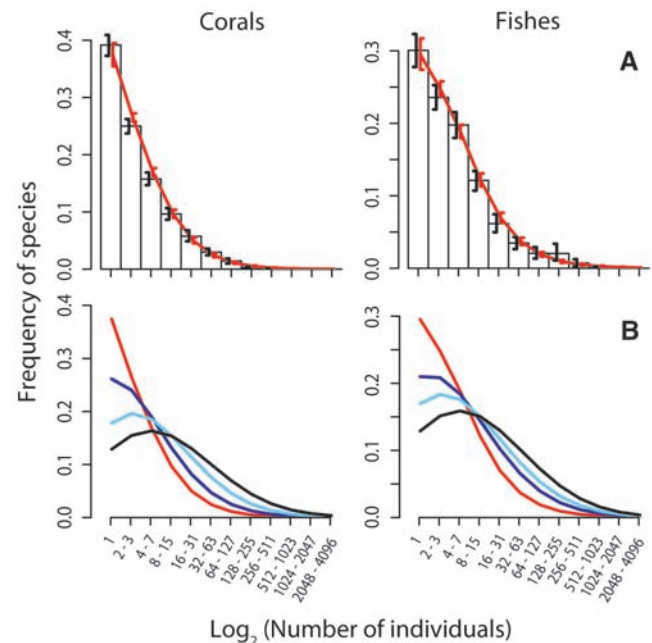 Corals
Fishes
A
0.4
0.3
0.2
0.1
0.0
0.3
0.2
0.1
0.0
Frequency of species
B
0.4
0.3
0.2
0.1
0.0
0.3
0.2
0.1
0.0
1
2 - 3
4 - 7
8 - 15
16 - 31
32 - 63
64 - 127
128 - 255
256 - 511
512 - 1023
1024 - 2047
2048 - 4096
1
2 - 3
4 - 7
8 - 15
16 - 31
32 - 63
64 - 127
128 - 255
256 - 511
512 - 1023
1024 - 2047
2048 - 4096
Log₂ (Number of individuals)